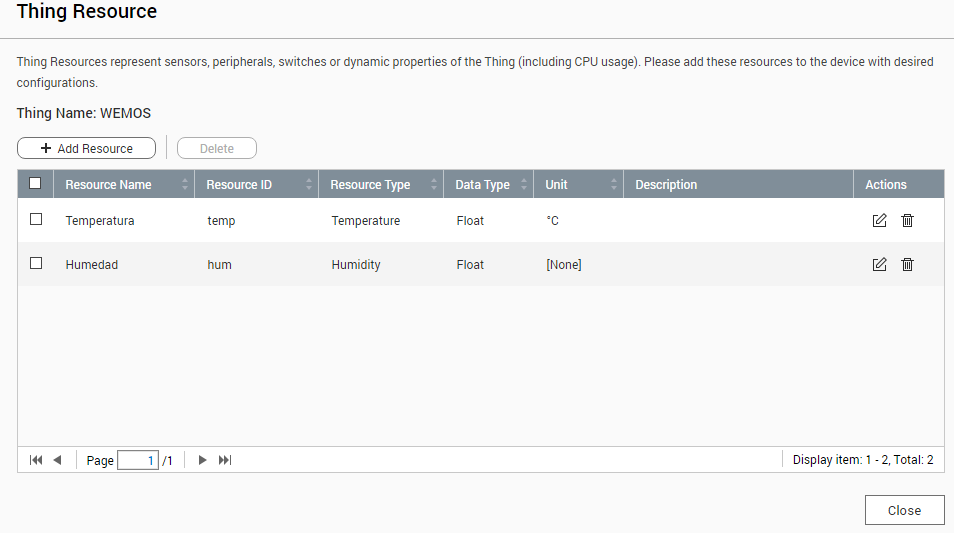 Thing Resource
Thing Resources represent sensors, peripherals, switches or dynamic properties of the Thing (including CPU usage). Please add these resources to the device with desired
configurations.
Thing Name: WEMOS
+ Add Resource Delete
Resource Name Resource ID Resource Type Data Type Unit Description Actions
Temperatura temp Temperature Float °C
Humedad hum Humidity Float [None]
Page 1 /1 Display item: 1 - 2, Total: 2
Close